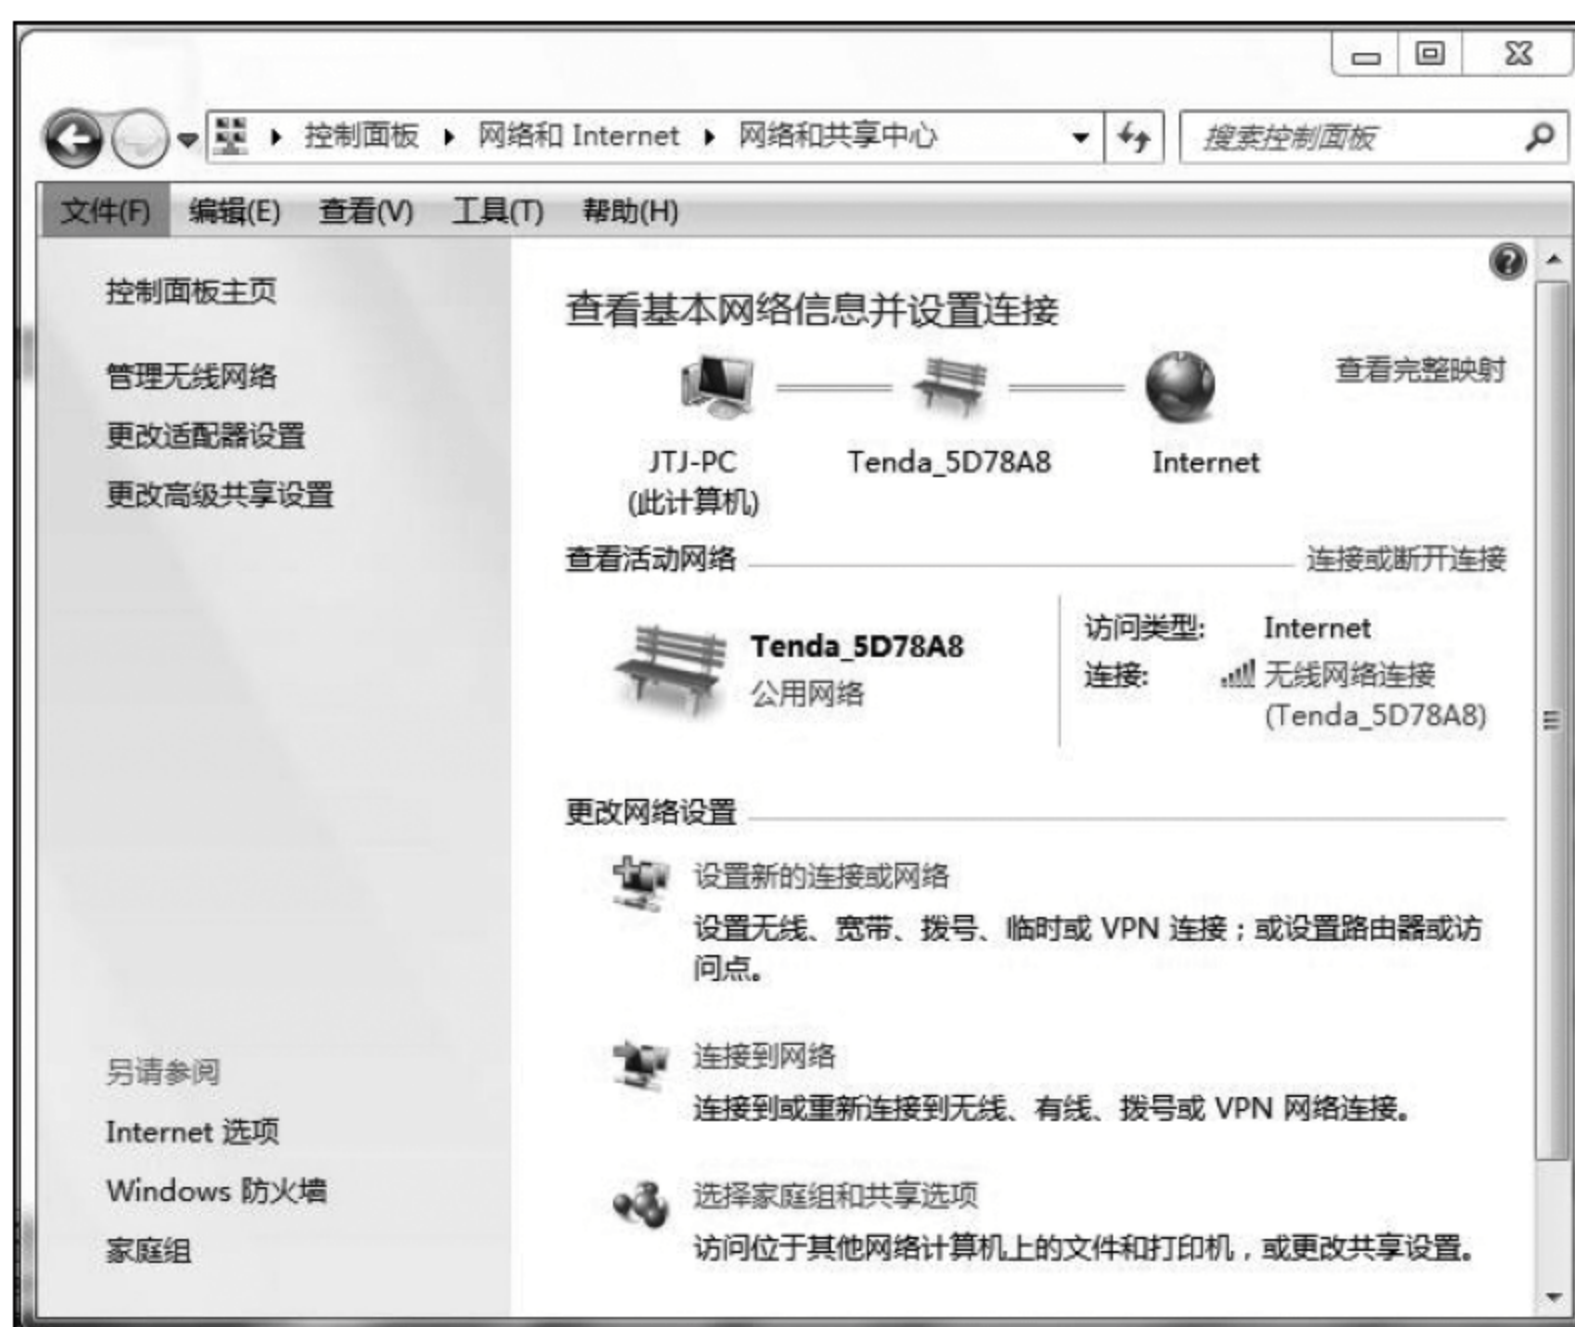 控制面板 网络和 Internet 网络和共享中心 搜索控制面板
文件(F) 编辑(E) 查看(V) 工具(T) 帮助(H)
控制面板主页
管理无线网络
更改适配器设置
更改高级共享设置
另请参阅
Internet 选项
Windows 防火墙
家庭组
查看基本网络信息并设置连接
查看完整映射
JTJ-PC Tenda_5D78A8 Internet
(此计算机)
查看活动网络 连接或断开连接
Tenda_5D78A8
公用网络
访问类型: Internet
连接: 无线网络连接
(Tenda_5D78A8)
更改网络设置
设置新的连接或网络
设置无线、宽带、拨号、临时或 VPN 连接；或设置路由器或访
问点。
连接到网络
连接到或重新连接到无线、有线、拨号或 VPN 网络连接。
选择家庭组和共享选项
访问位于其他网络计算机上的文件和打印机，或更改共享设置。